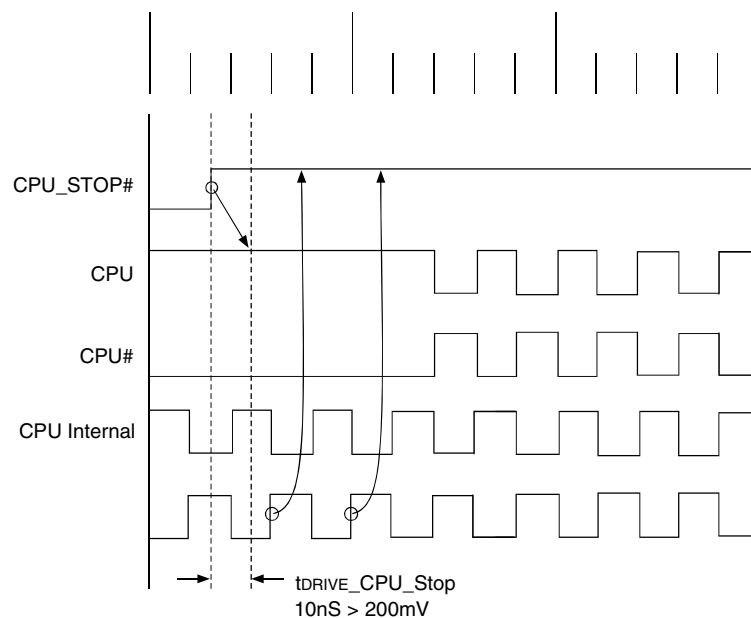 CPU_STOP#
CPU
CPU#
CPU Internal
tDRIVE_CPU_Stop
10nS > 200mV